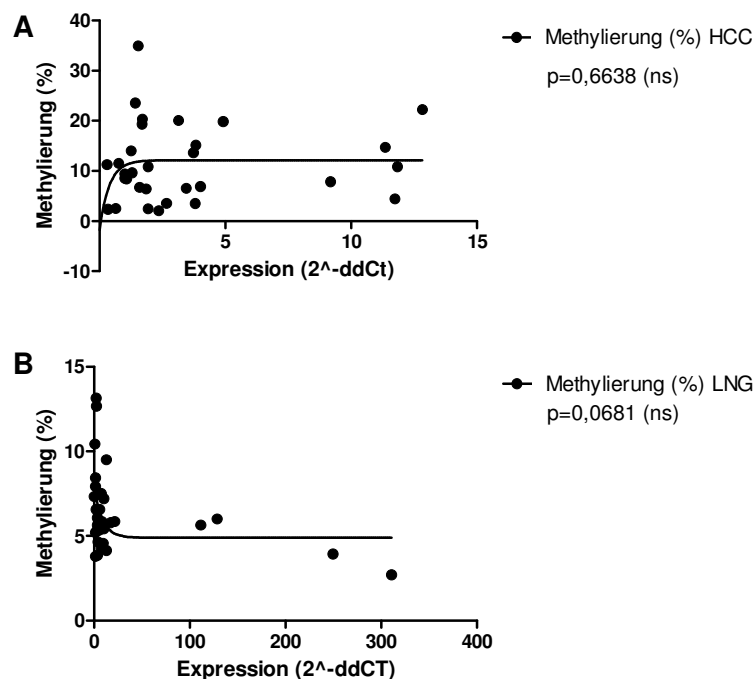 A
40
30
20
10
0
-10
5
10
15
Methylierung (%)
Expression (2^-ddCt)
Methylierung (%) HCC
p=0,6638 (ns)
B
15
10
5
0
0
100
200
300
400
Methylierung (%)
Expression (2^-ddCT)
Methylierung (%) LNG
p=0,0681 (ns)